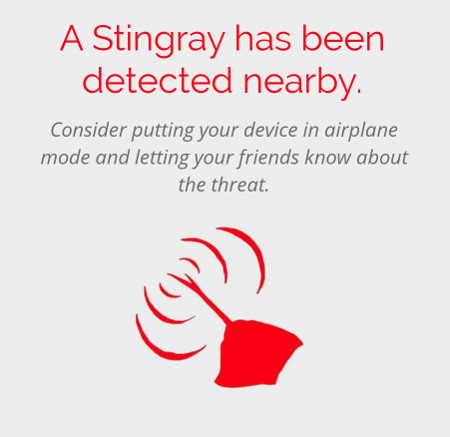 A Stingray has been
detected nearby.
Consider putting your device in airplane
mode and letting your friends know about
the threat.